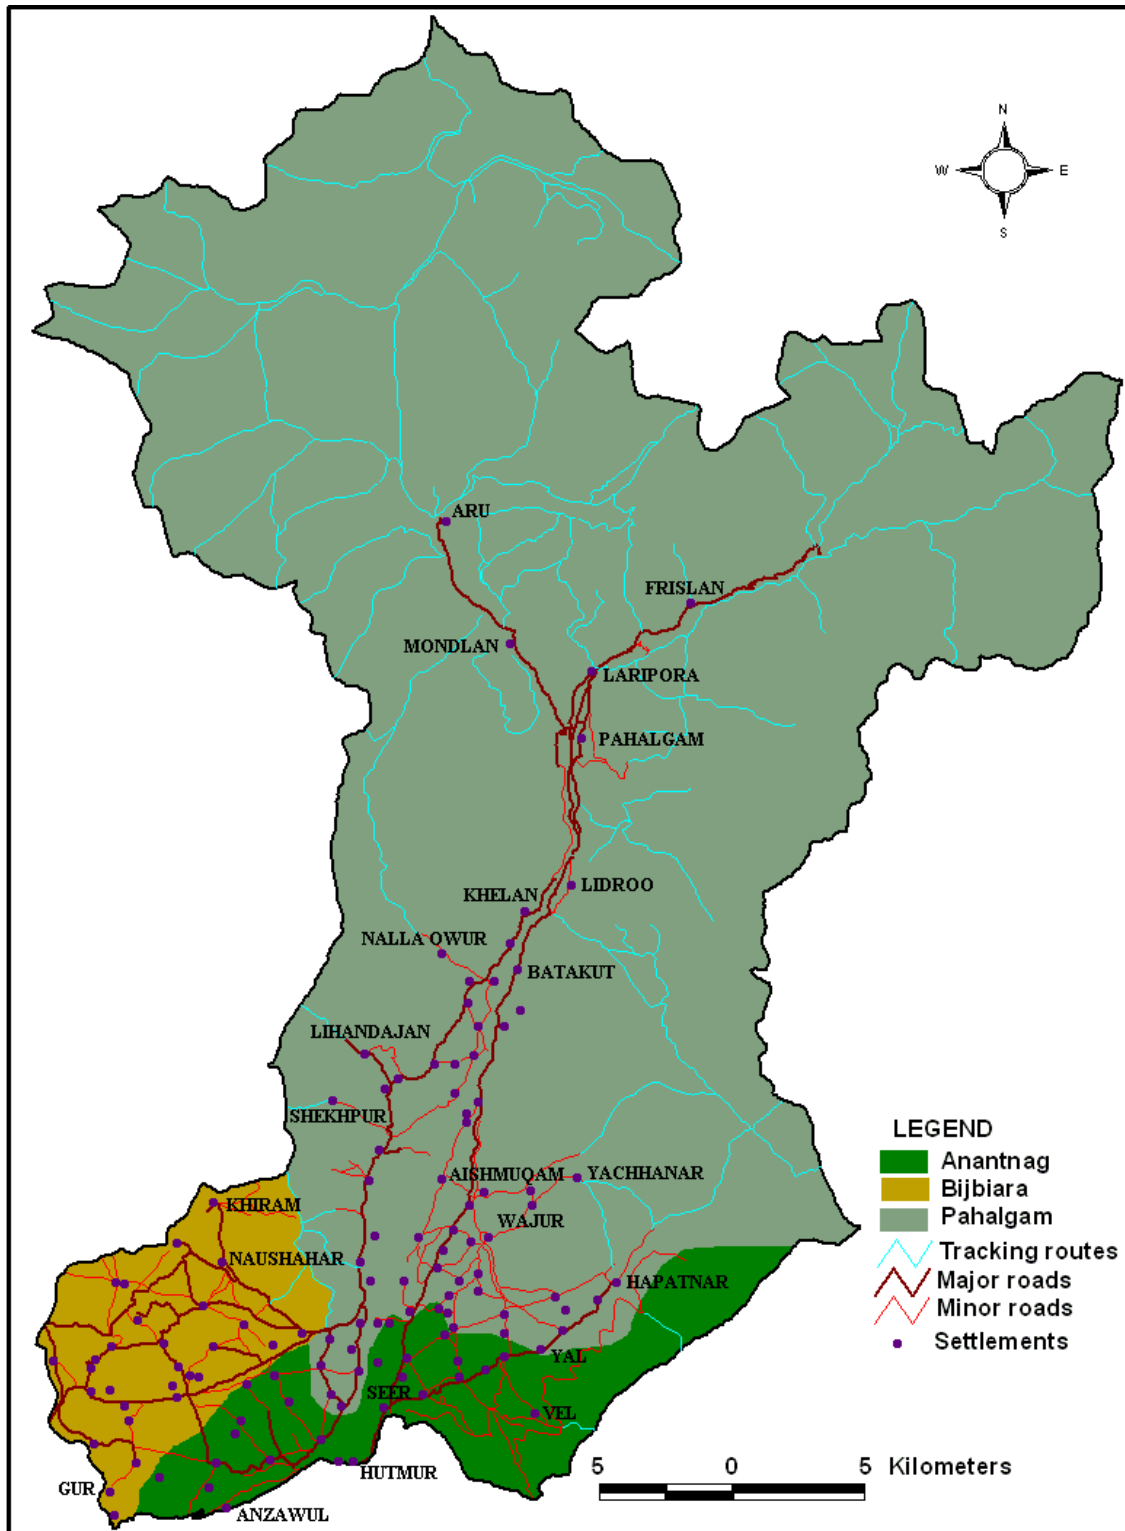 N
W E
S
ARU
FRISLAN
MONDLAN
LARIPORA
PAHALGAM
LIDROO
KHELAN
NALLA OWUR
BATAKUT
LIHANDAJAN
SHEKHPUR
AISHMUQAM
YACHHANAR
KHIRAM
WAJUR
NAUSHAHAR
HAPATNAR
YAL
SEER
VEL
HUTMUR
GUR
ANZAWUL
LEGEND
Anantnag
Bijbiara
Pahalgam
Tracking routes
Major roads
Minor roads
Settlements
5 0 5 Kilometers